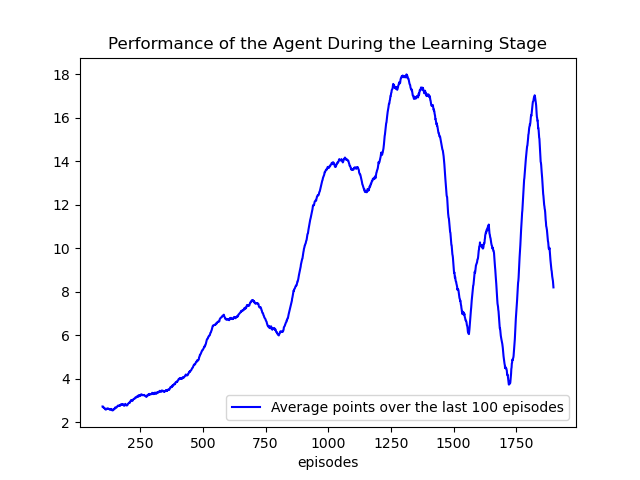 Performance of the Agent During the Learning Stage
18
16
14
12
10
8
6
4
2
Average points over the last 100 episodes
250 500 750 1000 1250 1500 1750
episodes